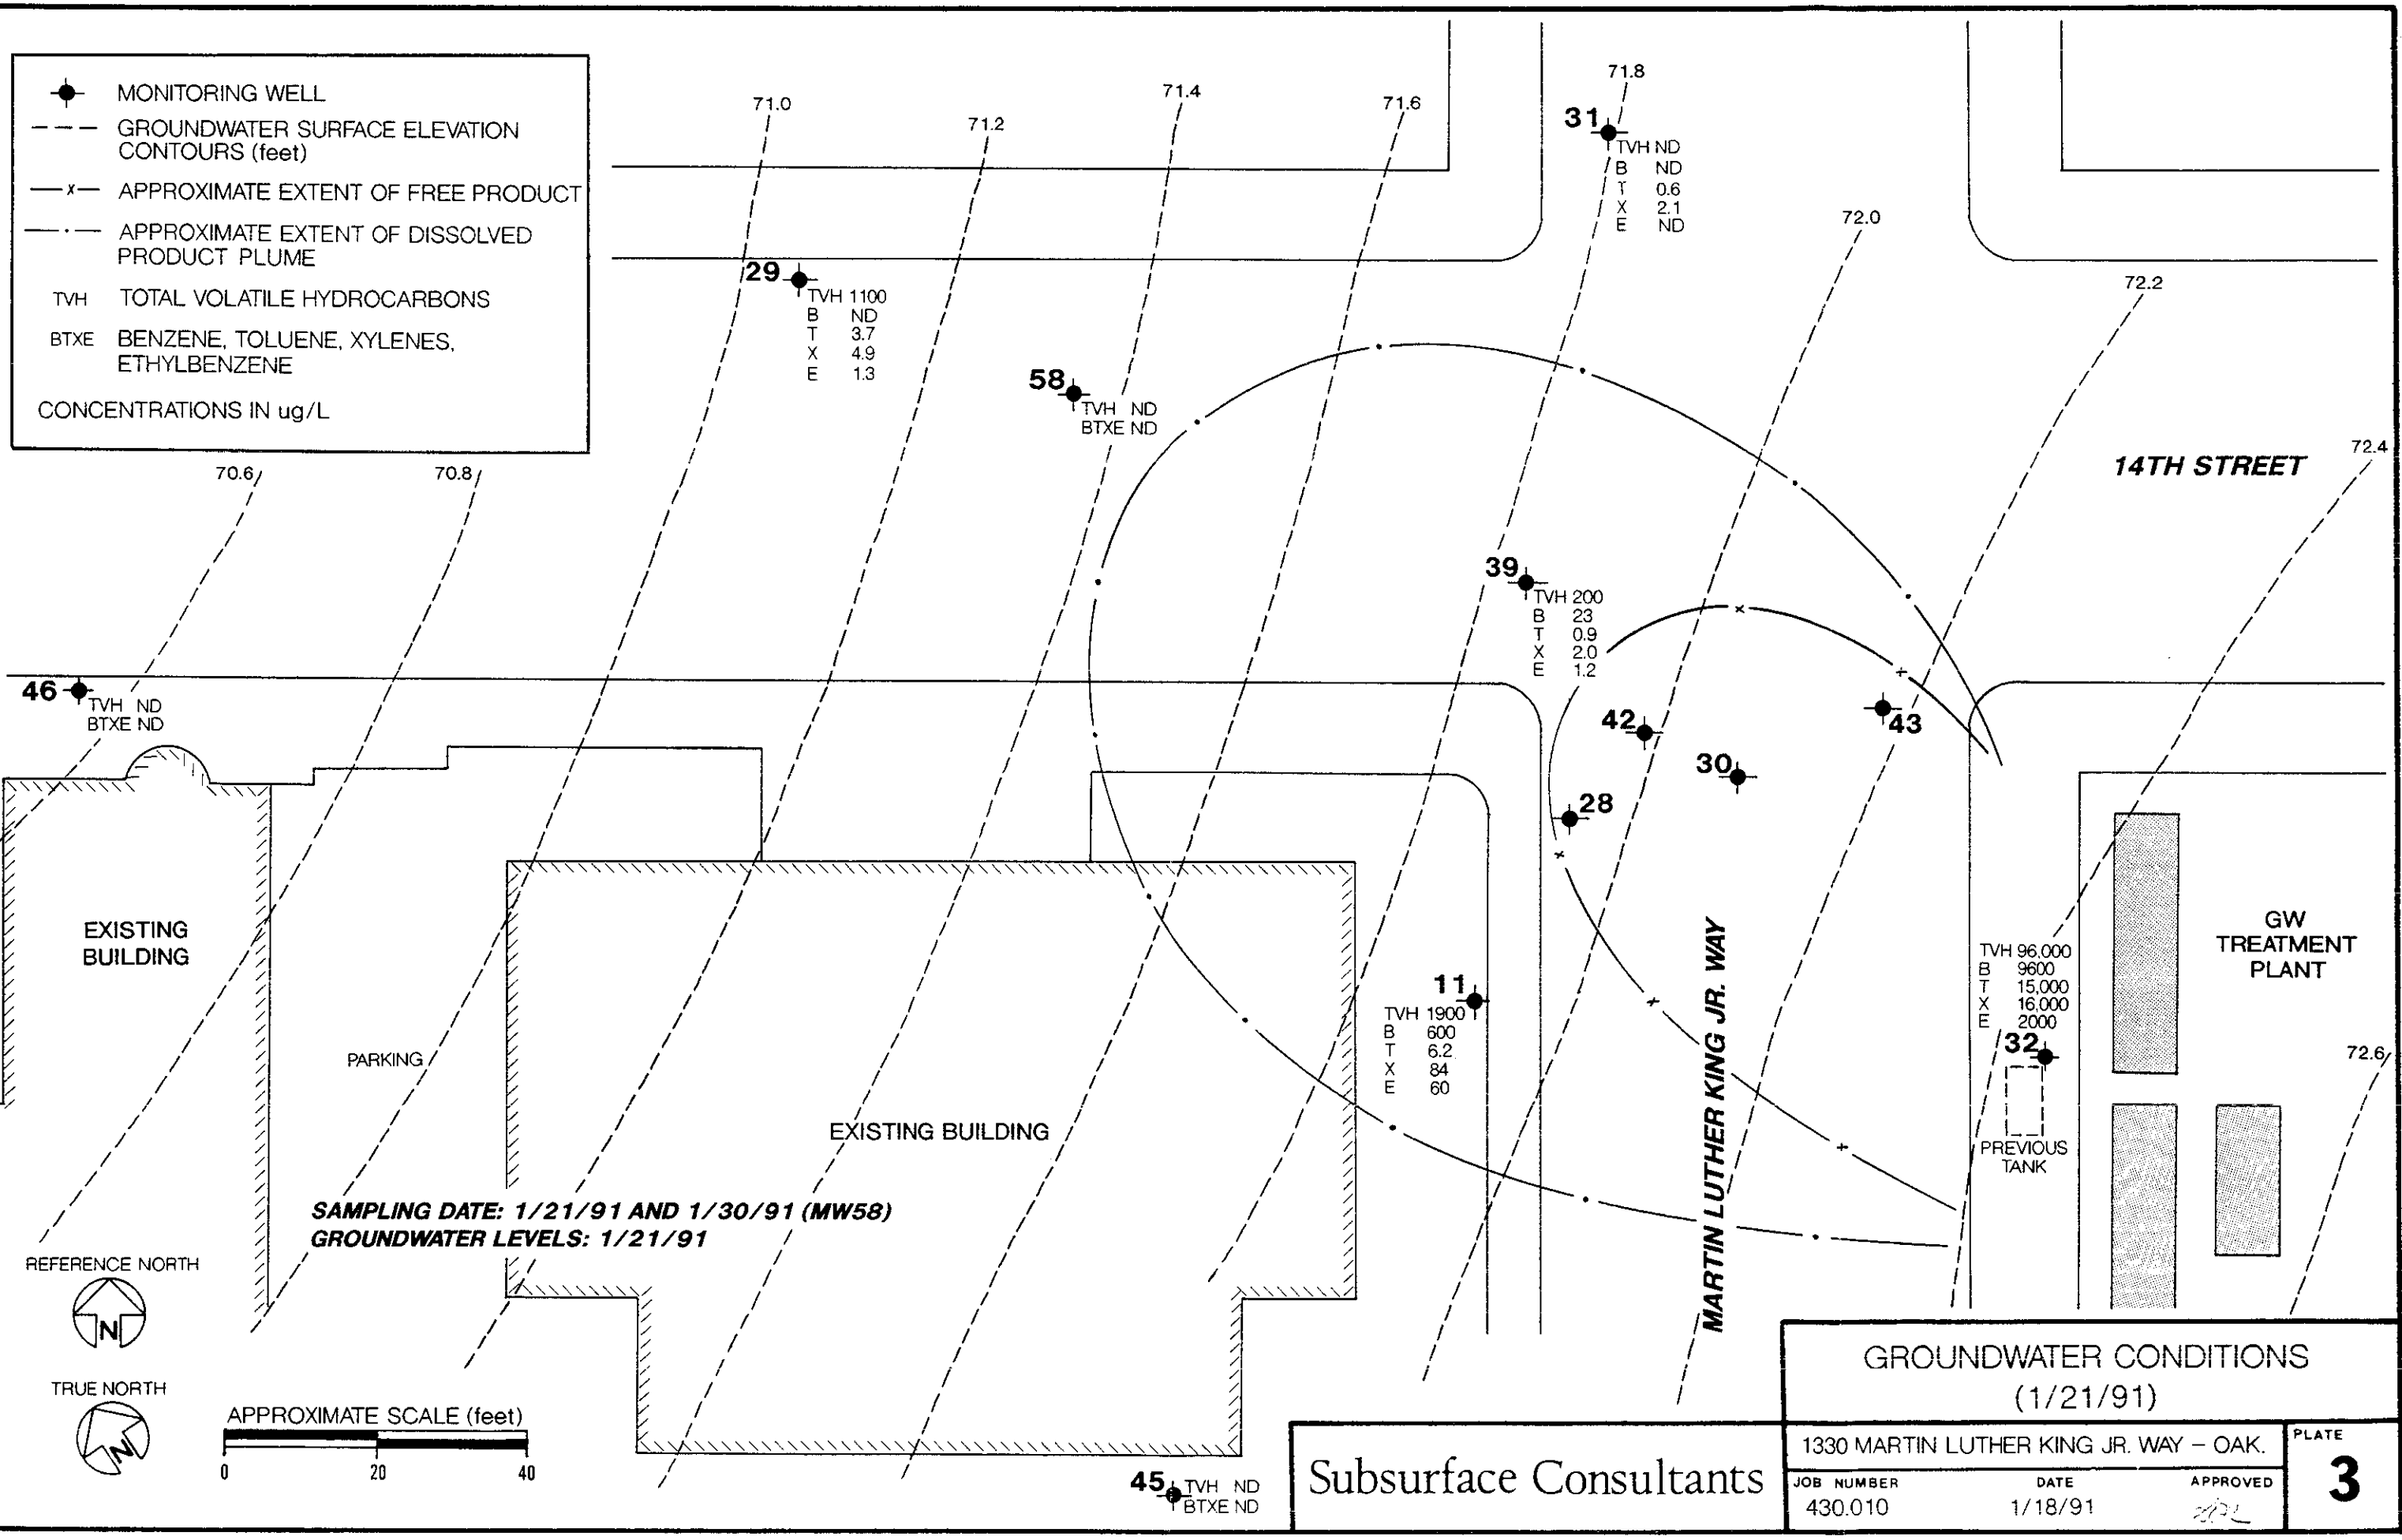 MONITORING WELL
GROUNDWATER SURFACE ELEVATION
CONTOURS (feet)
APPROXIMATE EXTENT OF FREE PRODUCT
APPROXIMATE EXTENT OF DISSOLVED
PRODUCT PLUME
TVH TOTAL VOLATILE HYDROCARBONS
BTXE BENZENE, TOLUENE, XYLENES,
ETHYLBENZENE
CONCENTRATIONS IN ug/L
71.0
71.2
71.4
71.6
71.8
72.0
72.2
72.4
72.6
70.6
70.8
31
TVH ND
B ND
T 0.6
X 2.1
E ND
29
TVH 1100
B ND
T 3.7
X 4.9
E 1.3
58
TVH ND
BTXE ND
14TH STREET
39
TVH 200
B 23
T 0.9
X 2.0
E 1.2
46
TVH ND
BTXE ND
42
43
30
28
EXISTING
BUILDING
PARKING
EXISTING BUILDING
11
TVH 1900
B 600
T 6.2
X 84
E 60
MARTIN LUTHER KING JR. WAY
TVH 96,000
B 9600
T 15,000
X 16,000
E 2000
32
PREVIOUS
TANK
GW
TREATMENT
PLANT
SAMPLING DATE: 1/21/91 AND 1/30/91 (MW58)
GROUNDWATER LEVELS: 1/21/91
REFERENCE NORTH
N
TRUE NORTH
N
APPROXIMATE SCALE (feet)
0 20 40
45
TVH ND
BTXE ND
Subsurface Consultants
GROUNDWATER CONDITIONS
(1/21/91)
1330 MARTIN LUTHER KING JR. WAY – OAK.
JOB NUMBER
430.010
DATE
1/18/91
APPROVED
PLATE
3